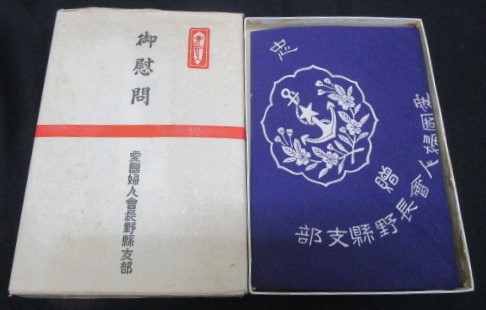 御慰問
愛國婦人會長野縣支部
忠
愛國婦人會長野縣支部
贈